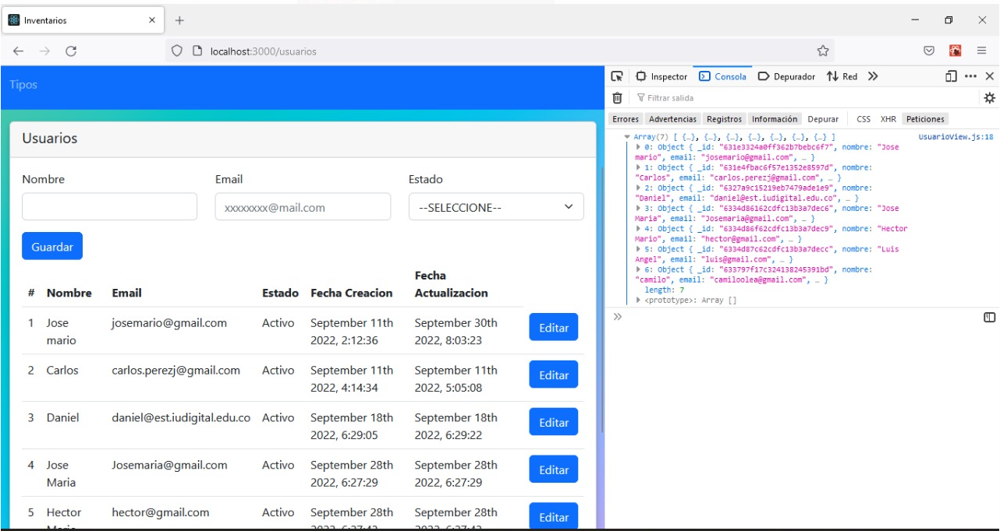 Inventarios
localhost:3000/usuarios
Tipos
Usuarios
Nombre Email Estado
xxxxxxxx@mail.com --SELECCIONE--
Guardar
# Nombre Email Estado Fecha Creacion Fecha Actualizacion
1 Jose mario josemario@gmail.com Activo September 11th 2022, 2:12:36 September 30th 2022, 8:03:23 Editar
2 Carlos carlos.perezj@gmail.com Activo September 11th 2022, 4:14:34 September 11th 2022, 5:05:08 Editar
3 Daniel daniel@est.iudigital.edu.co Activo September 18th 2022, 6:29:05 September 18th 2022, 6:29:22 Editar
4 Jose Maria Josemaria@gmail.com Activo September 28th 2022, 6:27:29 September 28th 2022, 6:27:29 Editar
5 Hector hector@gmail.com Activo September 28th September 28th Editar
Inspector Consola Depurador Red
Filtrar salida
Errores Advertencias Registros Información Depurar CSS XHR Peticiones
Array(7) [ {…}, {…}, {…}, {…}, {…}, {…}, {…} ] UsuarioView.js:18
0: Object { _id: "631e3324a0ff362b7bebc6f7", nombre: "Jose
mario", email: "josemario@gmail.com", … }
1: Object { _id: "631e4fbac6f57e1352e8597d", nombre:
"Carlos", email: "carlos.perezj@gmail.com", … }
2: Object { _id: "6327a9c15219eb7479ade1e9", nombre:
"Daniel", email: "daniel@est.iudigital.edu.co", … }
3: Object { _id: "6334d86162cdfc13b3a7dec6", nombre: "Jose
Maria", email: "Josemaria@gmail.com", … }
4: Object { _id: "6334d86f62cdfc13b3a7dec9", nombre: "Hector
Mario", email: "hector@gmail.com", … }
5: Object { _id: "6334d87c62cdfc13b3a7decc", nombre: "Luis
Angel", email: "luis@gmail.com", … }
6: Object { _id: "633797f17c324138245391bd", nombre:
"camilo", email: "camiloolea@gmail.com", … }
length: 7
<prototype>: Array []